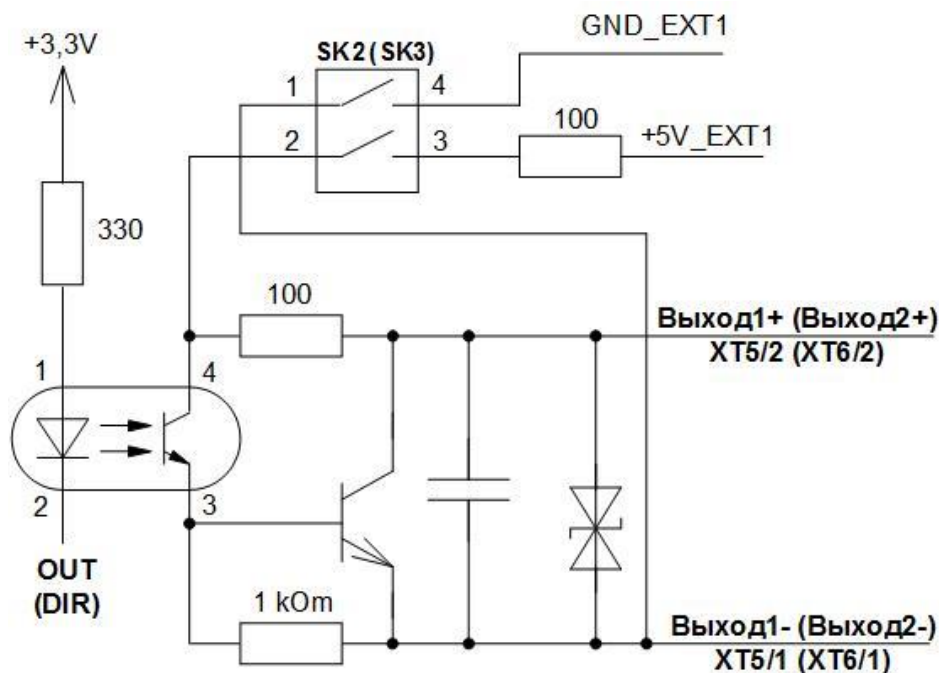 GND_EXT1
+3,3V
SK2 (SK3)
1
4
100
+5V_EXT1
2
3
330
100
Выход1+ (Выход2+)
XT5/2 (XT6/2)
1
4
2
3
OUT
(DIR)
1 kOm
Выход1- (Выход2-)
XT5/1 (XT6/1)